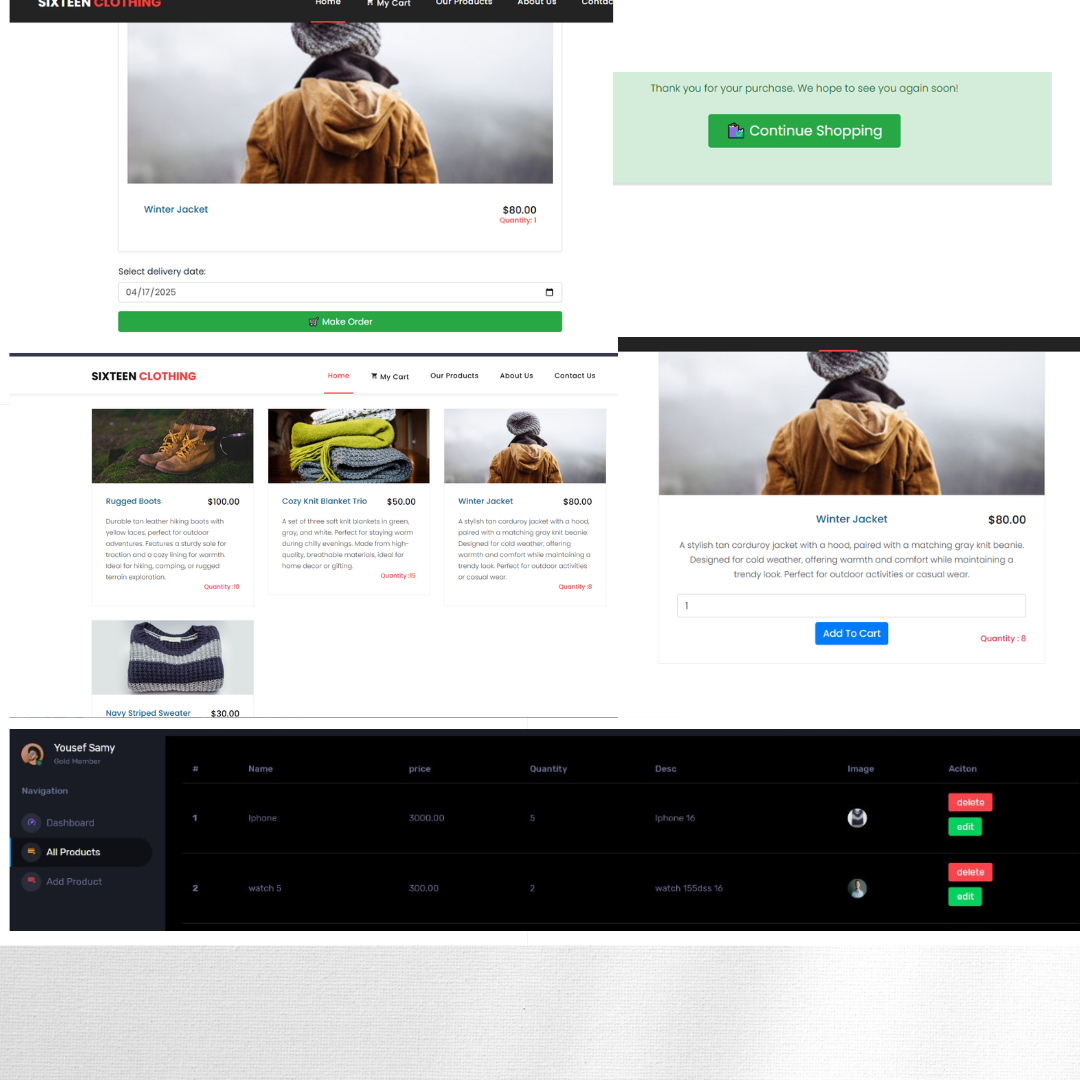 SIXTEEN CLOTHING
Home My Cart Our Products About Us Contac
Winter Jacket $80.00
Quantity: 1
Select delivery date:
04/17/2025
Make Order
Thank you for your purchase. We hope to see you again soon!
Continue Shopping
SIXTEEN CLOTHING
Home My Cart Our Products About Us Contact Us
Rugged Boots $100.00
Durable tan leather hiking boots with
yellow laces, perfect for outdoor
adventures. Features a sturdy sole for
traction and a cozy lining for warmth.
Ideal for hiking, camping, or rugged
terrain exploration.
Quantity :10
Cozy Knit Blanket Trio $50.00
A set of three soft knit blankets in green,
gray, and white. Perfect for staying warm
during chilly evenings. Made from high-
quality, breathable materials, ideal for
home decor or gifting.
Quantity :15
Winter Jacket $80.00
A stylish tan corduroy jacket with a hood,
paired with a matching gray knit beanie.
Designed for cold weather, offering
warmth and comfort while maintaining a
trendy look. Perfect for outdoor activities
or casual wear.
Quantity :8
Navy Striped Sweater $30.00
Winter Jacket $80.00
A stylish tan corduroy jacket with a hood, paired with a matching gray knit beanie.
Designed for cold weather, offering warmth and comfort while maintaining a
trendy look. Perfect for outdoor activities or casual wear.
1
Add To Cart
Quantity : 8
Yousef Samy
Gold Member
Navigation
Dashboard
All Products
Add Product
# Name price Quantity Desc Image Aciton
1 Iphone 3000.00 5 Iphone 16 delete
edit
2 watch 5 300.00 2 watch 155dss 16 delete
edit